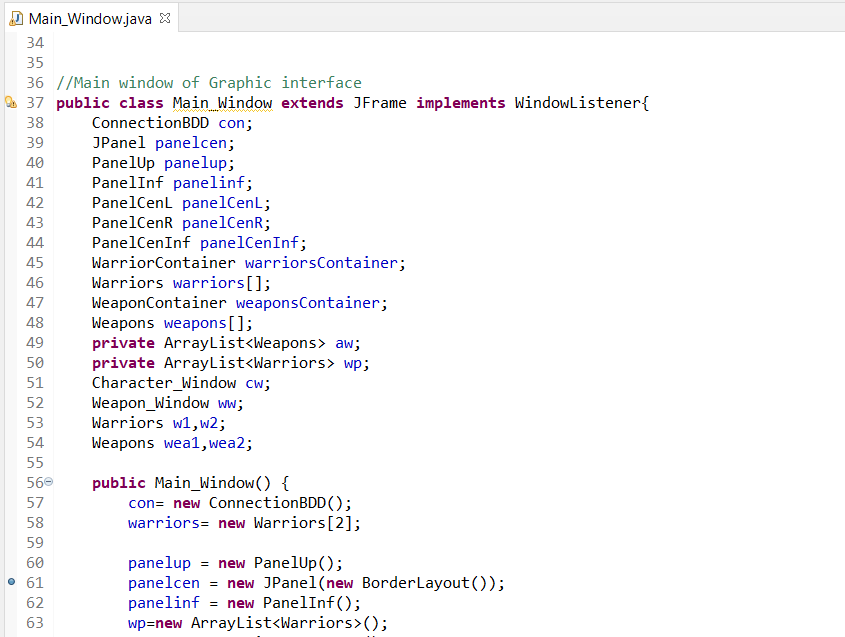 Main_Window.java
34
35
36 //Main window of Graphic interface
37 public class Main_Window extends JFrame implements WindowListener{
38 ConnectionBDD con;
39 JPanel panelcen;
40 PanelUp panelup;
41 PanelInf panelinf;
42 PanelCenL panelCenL;
43 PanelCenR panelCenR;
44 PanelCenInf panelCenInf;
45 WarriorContainer warriorsContainer;
46 Warriors warriors[];
47 WeaponContainer weaponsContainer;
48 Weapons weapons[];
49 private ArrayList<Weapons> aw;
50 private ArrayList<Warriors> wp;
51 Character_Window cw;
52 Weapon_Window ww;
53 Warriors w1,w2;
54 Weapons wea1,wea2;
55
56 public Main_Window() {
57 con= new ConnectionBDD();
58 warriors= new Warriors[2];
59
60 panelup = new PanelUp();
61 panelcen = new JPanel(new BorderLayout());
62 panelinf = new PanelInf();
63 wp=new ArrayList<Warriors>();